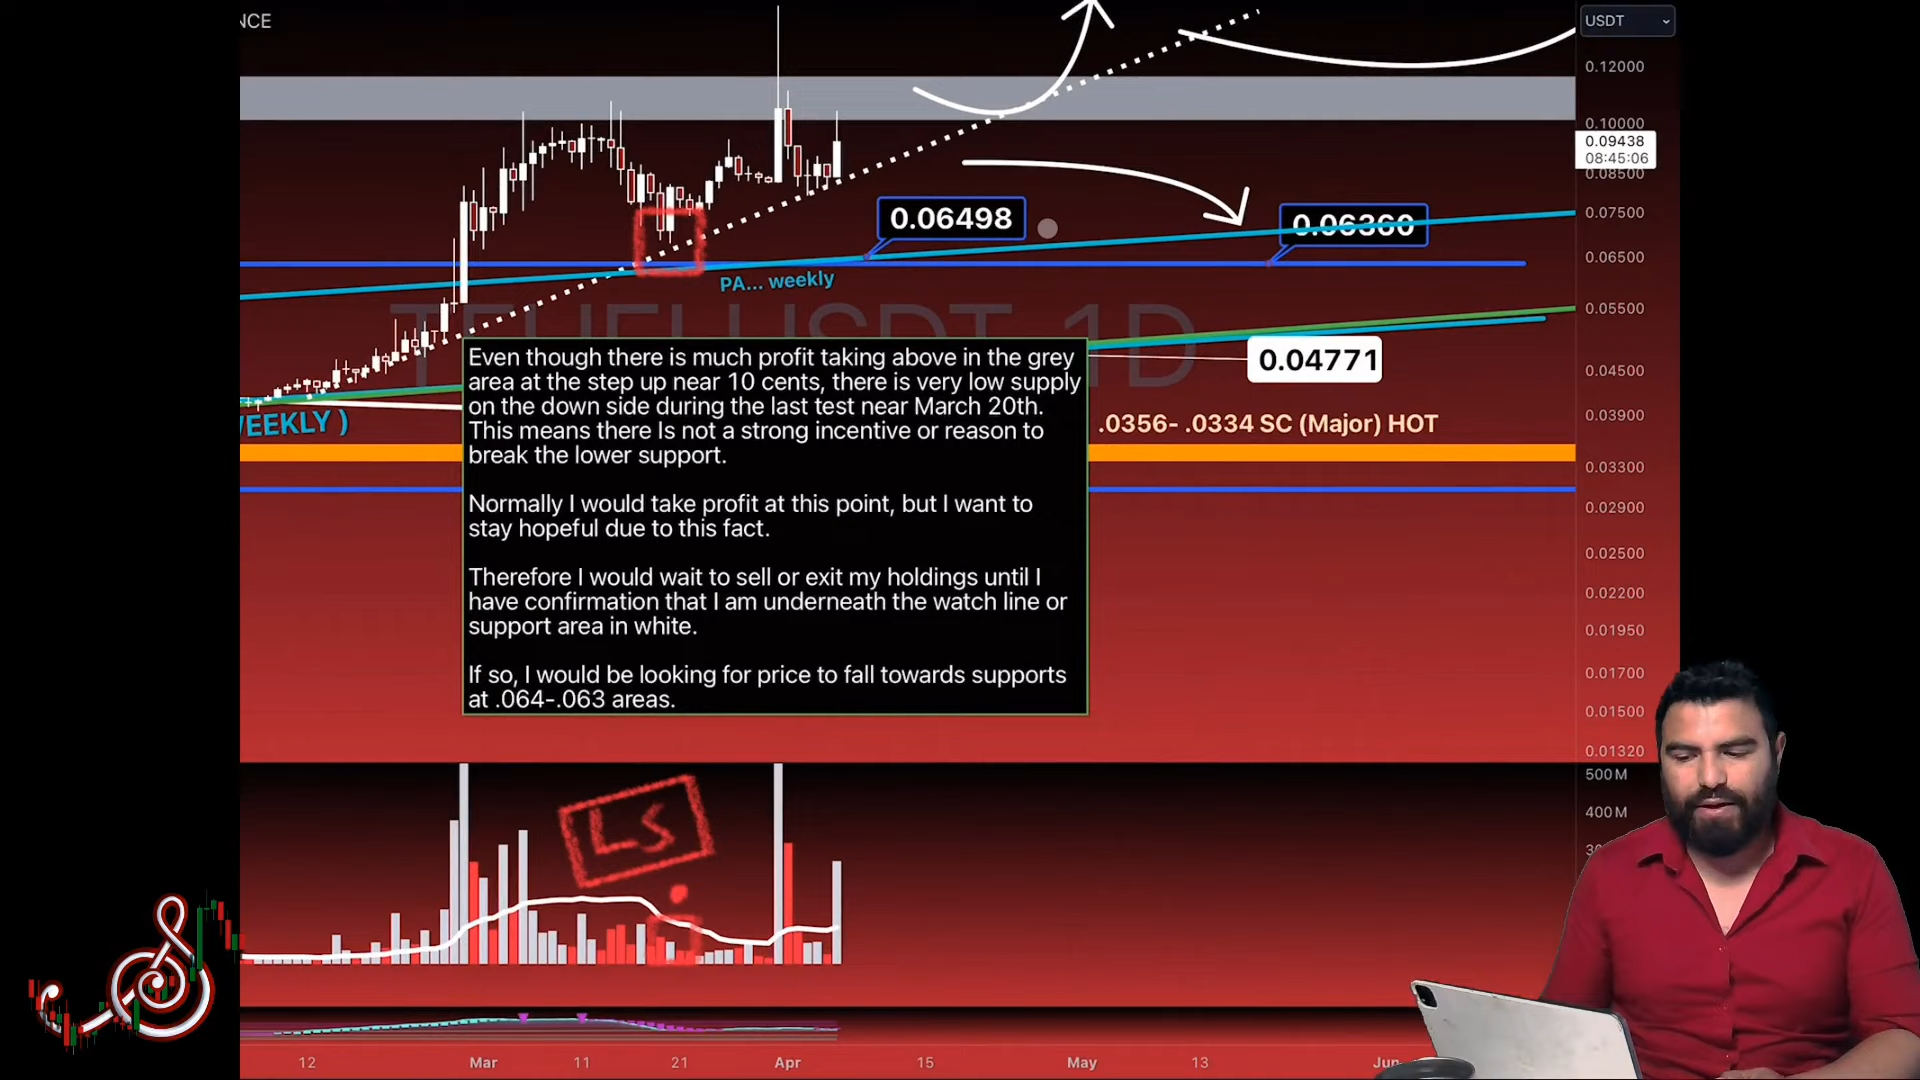 NCE
USDT
0.12000
0.10000
0.09438
08:45:06
0.08500
0.07500
0.06500
0.05500
0.04500
0.03900
0.03300
0.02900
0.02500
0.02200
0.01950
0.01700
0.01500
0.01320
0.06498
0.06360
PA... weekly
USDT 1D
0.04771
WEEKLY )
.0356- .0334 SC (Major) HOT
Even though there is much profit taking above in the grey
area at the step up near 10 cents, there is very low supply
on the down side during the last test near March 20th.
This means there Is not a strong incentive or reason to
break the lower support.
Normally I would take profit at this point, but I want to
stay hopeful due to this fact.
Therefore I would wait to sell or exit my holdings until I
have confirmation that I am underneath the watch line or
support area in white.
If so, I would be looking for price to fall towards supports
at .064-.063 areas.
LS
500 M
400 M
12
Mar
11
21
Apr
15
May
13
Jun